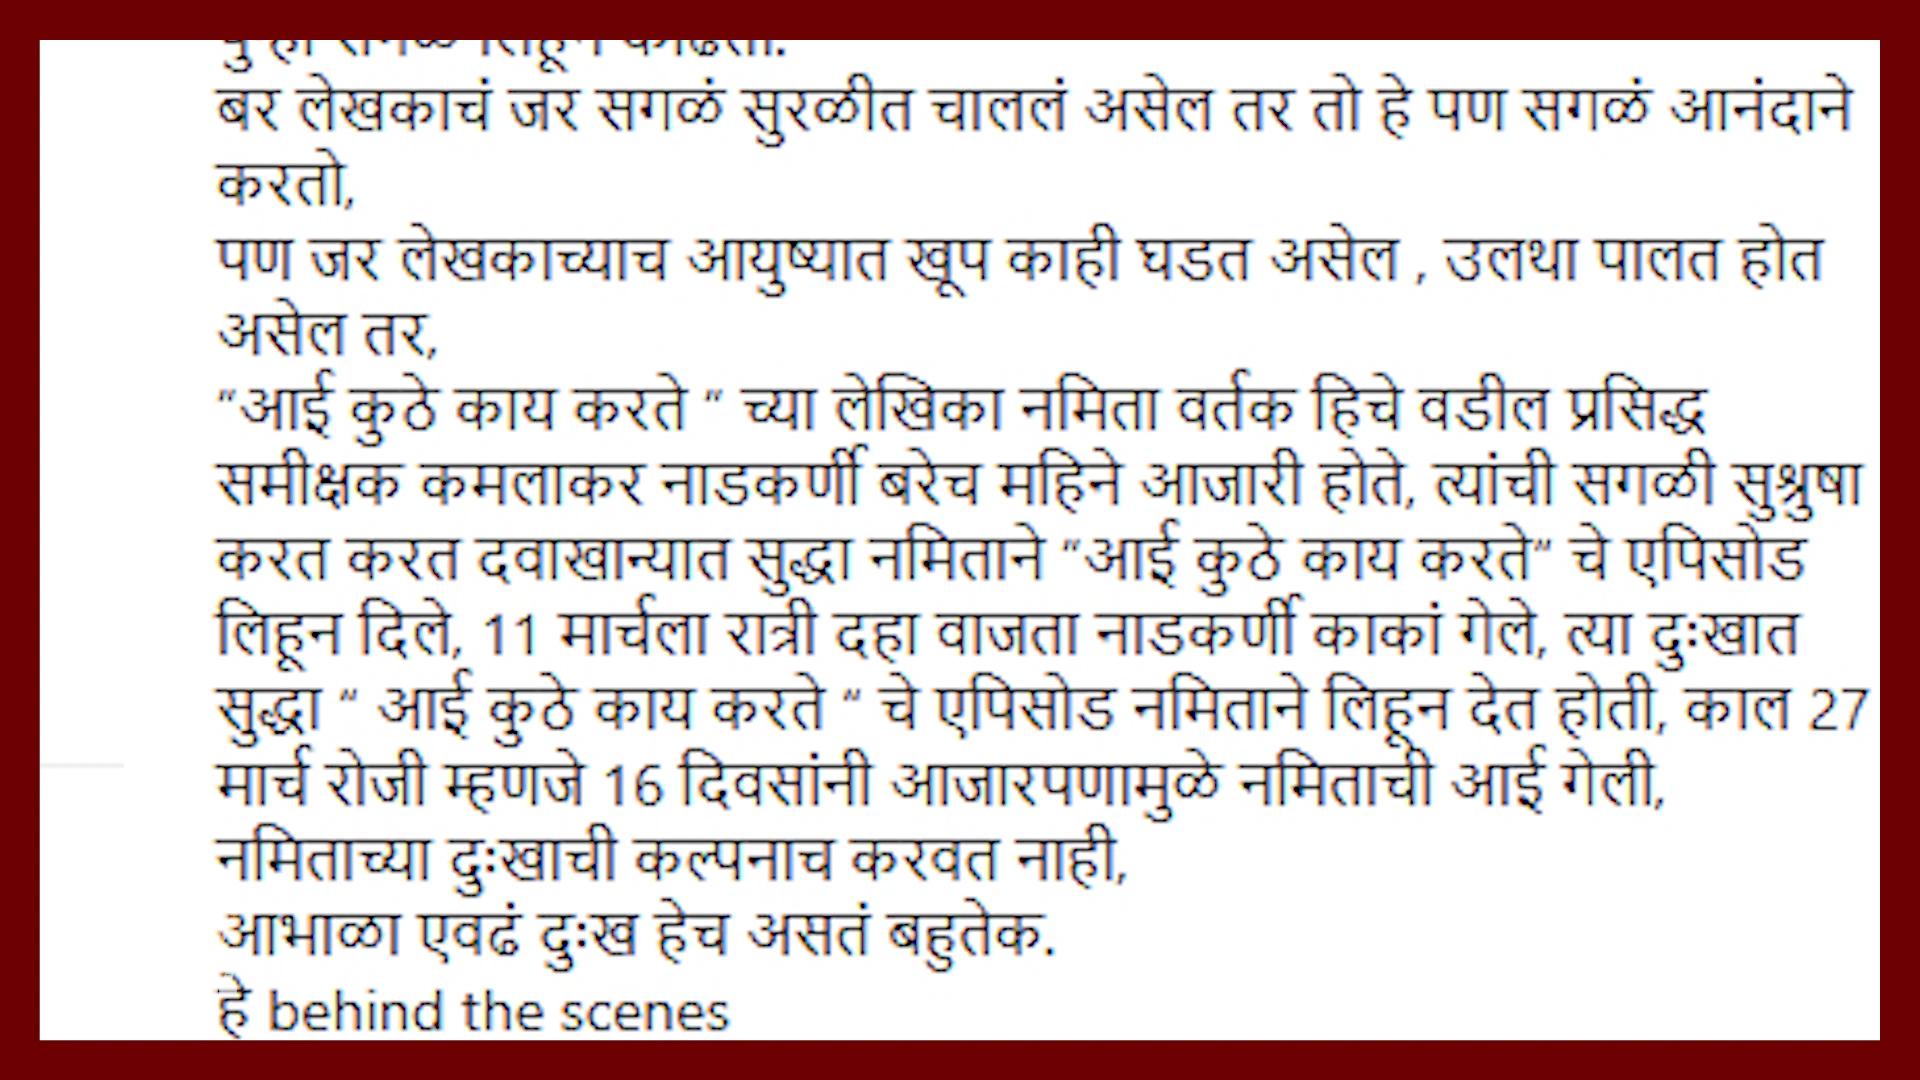 बर लेखकाचं जर सगळं सुरळीत चाललं असेल तर तो हे पण सगळं आनंदाने
करतो,
पण जर लेखकाच्याच आयुष्यात खूप काही घडत असेल , उलथा पालत होत
असेल तर,
"आई कुठे काय करते " च्या लेखिका नमिता वर्तक हिचे वडील प्रसिद्ध
समीक्षक कमलाकर नाडकर्णी बरेच महिने आजारी होते, त्यांची सगळी सुश्रुषा
करत करत दवाखान्यात सुद्धा नमिताने "आई कुठे काय करते" चे एपिसोड
लिहून दिले, 11 मार्चला रात्री दहा वाजता नाडकर्णी काकां गेले, त्या दुःखात
सुद्धा " आई कुठे काय करते " चे एपिसोड नमिताने लिहून देत होती, काल 27
मार्च रोजी म्हणजे 16 दिवसांनी आजारपणामुळे नमिताची आई गेली,
नमिताच्या दुःखाची कल्पनाच करवत नाही,
आभाळा एवढं दुःख हेच असतं बहुतेक.
हे behind the scenes